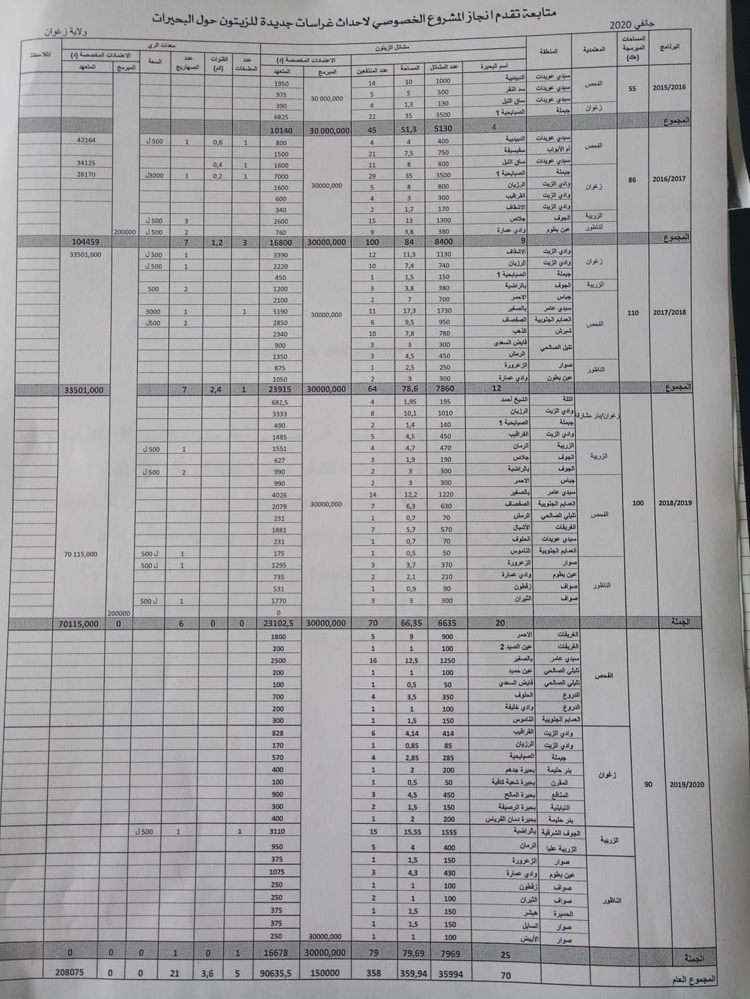 متابعة تقدم انجاز المشروع الخصوصي لاحداث غراسات جديدة للزيتون حول البحيرات
جانفي 2020
ولاية زغوان
البرنامج المساحات المبرمجة (هك) المعتمدية المنطقة مشاتل الزيتون معدات الري الملاحظة
اسم البحيرة عدد المشاتل المساحة عدد المنتفعين الاعتمادات المخصصة (د) عدد المضخات القنوات (كم) عدد الصهاريج السعة الاعتمادات المخصصة (د)
المبرمج المتعهد المبرمج المتعهد
2015/2016 55 الفحص سيدي عويدات الدبيدبية 1000 10 14 30 000,000 1950
سيدي عويدات سد النقر 500 5 5 975
سيدي عويدات ساق الليل 130 1,3 4 390
زغوان جيملة الصبايحية 1 3500 35 22 6825
المجموع 4 5130 51,3 45 30 000,000 10140
2016/2017 86 الفحص سيدي عويدات الدبيدبية 400 4 4 800 1 0,6 1 500ل 42164
أم الأبواب سفيسيفة 750 7,5 21 1500
سيدي عويدات ساق الليل 800 8 11 1600 1 0,4 34125
زغوان جيملة الصبايحية 1 3500 35 29 7000 1 0,2 1 3000ل 28170
وادي الزيت الرزيان 800 8 5 30000,000 1600
وادي الزيت القراقيب 300 3 4 600
وادي الزيت الاشقاف 170 1,7 2 340
الزريبة الجوف جلاص 1300 13 15 2600 3 500 ل
الناظور عين بطوم وادي عمارة 380 3,8 9 760 2 500 ل 200000
المجموع 9 8400 84 100 30000,000 16800 3 1,2 7 104459
2017/2018 110 زغوان وادي الزيت الاشقاف 1130 11,3 12 3390 1 500 ل 33501,000
وادي الزيت الرزيان 740 7,4 10 2220 1 500 ل
جيملة الصبايحية 1 150 1,5 1 450
الزريبة الجوف بالراضية 380 3,8 3 1200 2 500
الفحص جباس الاحمر 700 7 2 2100
سيدي عامر بالصغير 1730 17,3 11 30000,000 5190 1 1 3000
العمايم الجنوبية الصفصاف 950 9,5 6 2850 2 500ل
شيرش الذهب 780 7,8 10 2340
تليل الصالحي فايض السعدي 300 3 3 900
الرمش 450 4,5 3 1350
الناظور صوار الزعرورة 250 2,5 1 875
عين بطون وادي عمارة 300 3 2 1050
المجموع 12 7860 78,6 64 30000,000 23915 1 2,4 7 33501,000
2018/2019 100 زغوان/بئر مشارقة التلة الشيخ أحمد 195 1,95 4 682,5
وادي الزيت الرزيان 1010 10,1 8 3333
جيملة الصبايحية 1 140 1,4 2 490
وادي الزيت القراقيب 450 4,5 5 1485
الزريبة الزريبة الرمان 470 4,7 4 1551 1 500 ل
الجوف جلاص 190 1,9 3 627
الجوف بالراضية 300 3 2 990 2 500 ل
الفحص جباس الاحمر 300 3 2 990
سيدي عامر بالصغير 1220 12,2 14 4026
العمايم الجنوبية الصفصاف 630 6,3 7 30000,000 2079
تليلي الصالحي الرمش 70 0,7 1 231
الغريفات الأشبال 570 5,7 7 1881
سيدي عويدات الحلوف 70 0,7 1 231
العمايم الجنوبية الناموس 50 0,5 1 175 1 500 ل 70 115,000
الناظور صوار الزعرورة 370 3,7 3 1295 1 500 ل
عين بطوم وادي عمارة 210 2,1 2 735
صواف زقطون 90 0,9 1 531
صواف الثيران 300 3 3 1770 1 500 ل
0 200000
الجملة 20 6635 66,35 70 30000,000 23102,5 0 0 6 0 70115,000
2019/2020 90 الفحص الغريفات الاحمر 900 9 5 1800
الغريفات عين الصيد 2 100 1 1 200
سيدي عامر بالصغير 1250 12,5 16 2500
تليلي الصالحي عين حميد 100 1 1 200
تليلي الصالحي فايض السعدي 50 0,5 1 100
الدروع الحلوف 350 3,5 4 700
الدروع وادي خليفة 100 1 1 200
العمايم الجنوبية الناموس 150 1,5 1 300
زغوان وادي الزيت القراقيب 414 4,14 6 828
وادي الزيت الرزيان 85 0,85 1 170
جيملة الصبايحية 285 2,85 4 570
بئر حليمة بحيرة جدهم 200 2 1 400
المقرن بحيرة شعبة كافية 50 0,5 1 100
المنافع بحيرة المالح 450 4,5 3 900
بحيرة الرصيفة 150 1,5 2 300
بئر حليمة بحيرة دمان الفرياس 200 2 1 400
الزريبة الجوف الشرقية بالراضية 1555 15,55 15 3110 1 1 500 ل
الزريبة عليا الرمان 400 4 5 950
الناظور صوار الزعرورة 150 1,5 1 375
عين بطوم وادي عمارة 430 4,3 3 1075
صواف زقطون 100 1 1 250
صواف الثيران 100 1 2 250
الحميرة هيشر 150 1,5 1 375
صوار السايل 150 1,5 1 375
صوار الأبيض 100 1 1 30000,000 250
الجملة 25 7969 79,69 79 30000,000 16678 1 0 1 0 0 0
المجموع العام 70 35994 359,94 358 150000 90635,5 5 3,6 21 0 0 208075